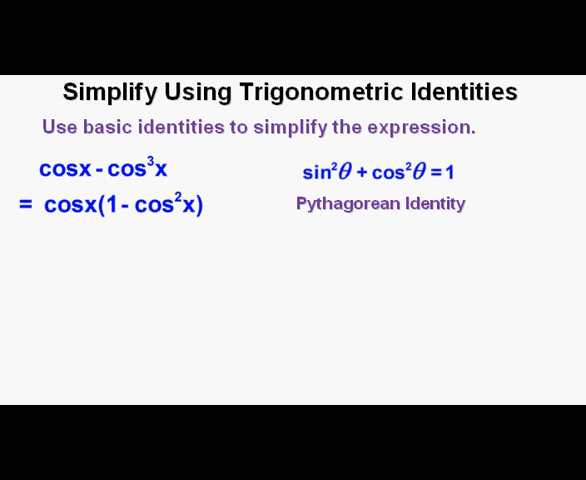 Simplify Using Trigonometric Identities
Use basic identities to simplify the expression.
cosx - cos³x
= cosx(1 - cos²x)
sin²θ + cos²θ = 1
Pythagorean Identity